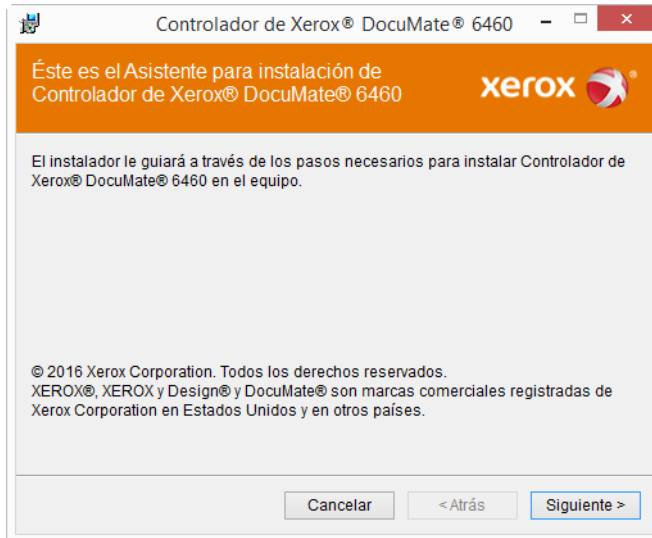 Controlador de Xerox® DocuMate® 6460
Éste es el Asistente para instalación de
Controlador de Xerox® DocuMate® 6460
xerox
El instalador le guiará a través de los pasos necesarios para instalar Controlador de
Xerox® DocuMate® 6460 en el equipo.
© 2016 Xerox Corporation. Todos los derechos reservados.
XEROX®, XEROX y Design® y DocuMate® son marcas comerciales registradas de
Xerox Corporation en Estados Unidos y en otros países.
Cancelar
< Atrás
Siguiente >